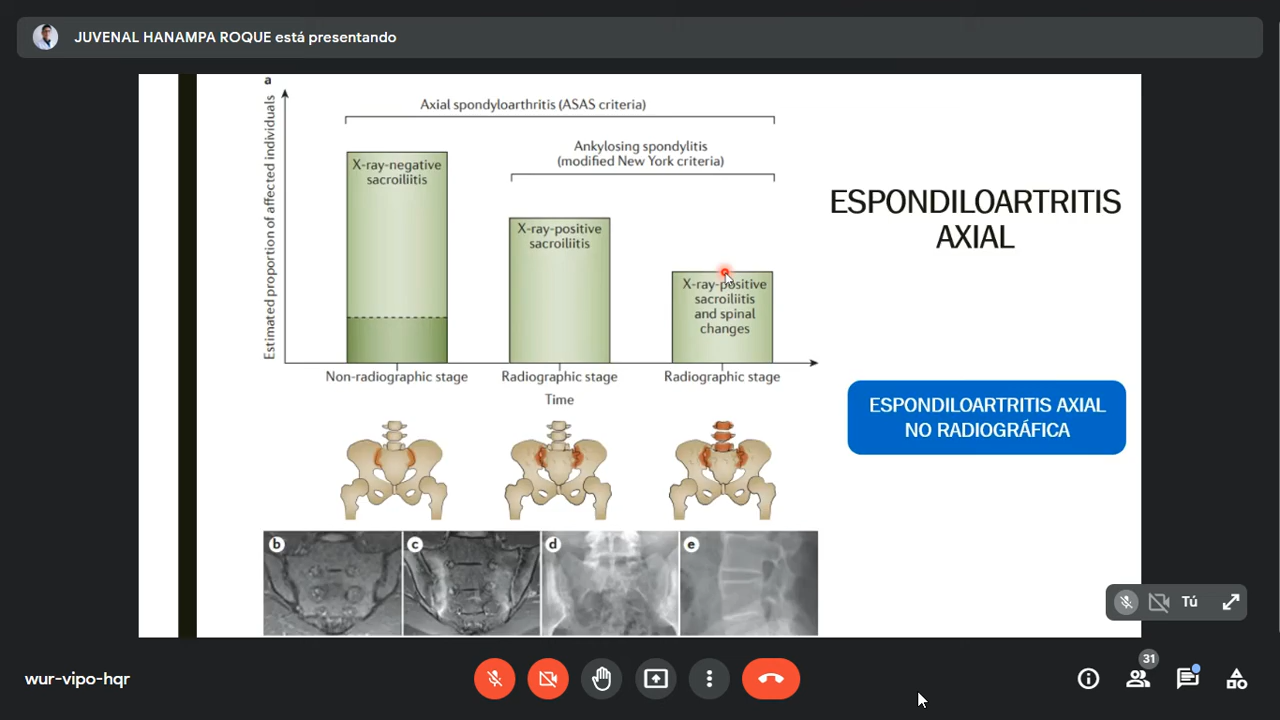 JUVENAL HANAMPA ROQUE está presentando
a
Estimated proportion of affected individuals
Axial spondyloarthritis (ASAS criteria)
Ankylosing spondylitis
(modified New York criteria)
X-ray-negative
sacroiliitis
X-ray-positive
sacroiliitis
X-ray-positive
sacroiliitis
and spinal
changes
Non-radiographic stage
Radiographic stage
Radiographic stage
Time
b
c
d
e
ESPONDILOARTRITIS
AXIAL
ESPONDILOARTRITIS AXIAL
NO RADIOGRÁFICA
Tú
wur-vipo-hqr
31